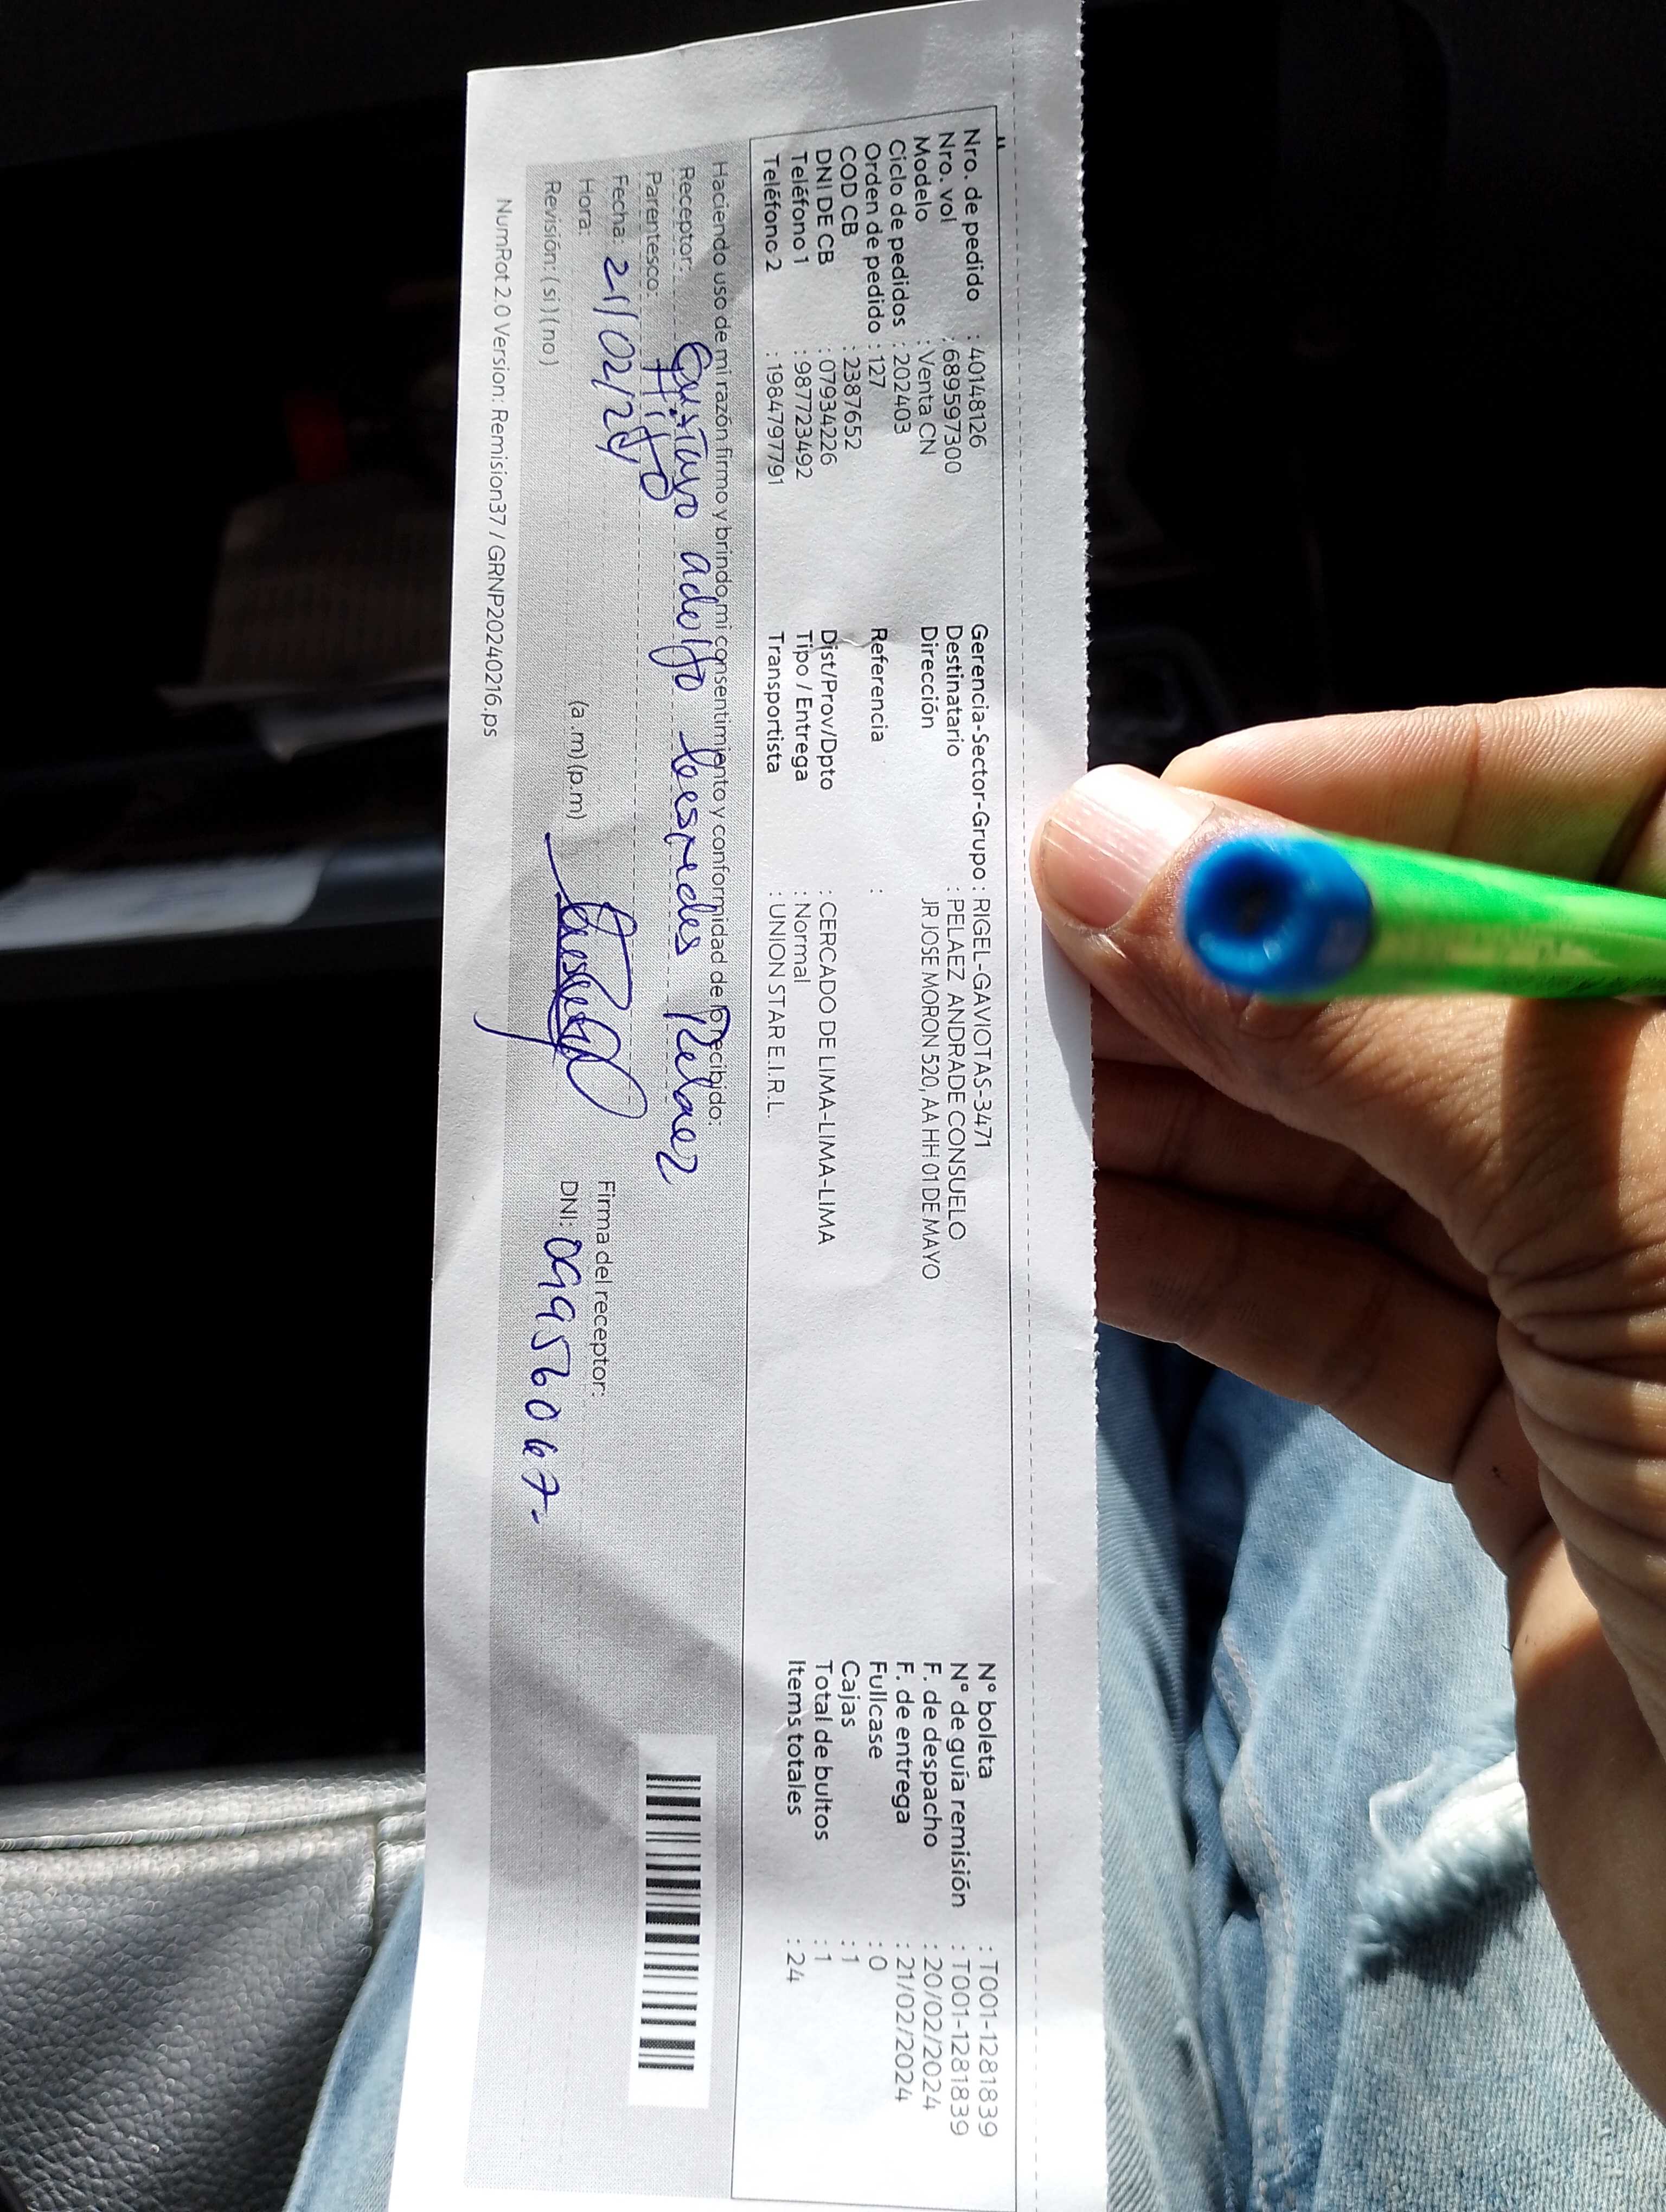 Nro. de pedido : 40148126
Nro. vol : 689597300
Modelo : Venta CN
Ciclo de pedidos : 202403
Orden de pedido : 127
COD CB : 2387652
DNI DE CB : 07934226
Teléfono 1 : 987723492
Teléfono 2 : 198479779
Gerencia-Sector-Grupo : RIGEL-GAVIOTAS-3471
Destinatario : PELAEZ ANDRADE CONSUELO
Dirección JR JOSE MORON 520, AA HH 01 DE MAYO
Referencia :
Dist/Prov/Dpto : CERCADO DE LIMA-LIMA-LIMA
Tipo / Entrega : Normal
Transportista : UNION STAR E.I.R.L.
N° boleta : T001-1281839
N° de guía remisión : T001-1281839
F. de despacho : 20/02/2024
F. de entrega : 21/02/2024
Fullcase : 0
Cajas : 1
Total de bultos : 1
Items totales : 24
Haciendo uso de mi razón firmo y brindo mi consentimiento y conformidad de lo recibido:
Receptor: Gustavo adolfo Pelaez
Parentesco: Hijo
Fecha: 21/02/24
Hora: (a.m) (p.m)
Firma del receptor:
Revisión: ( si ) ( no )
DNI: 09956067-
NumRot 2.0 Version: Remision37 / GRNP20240216.ps